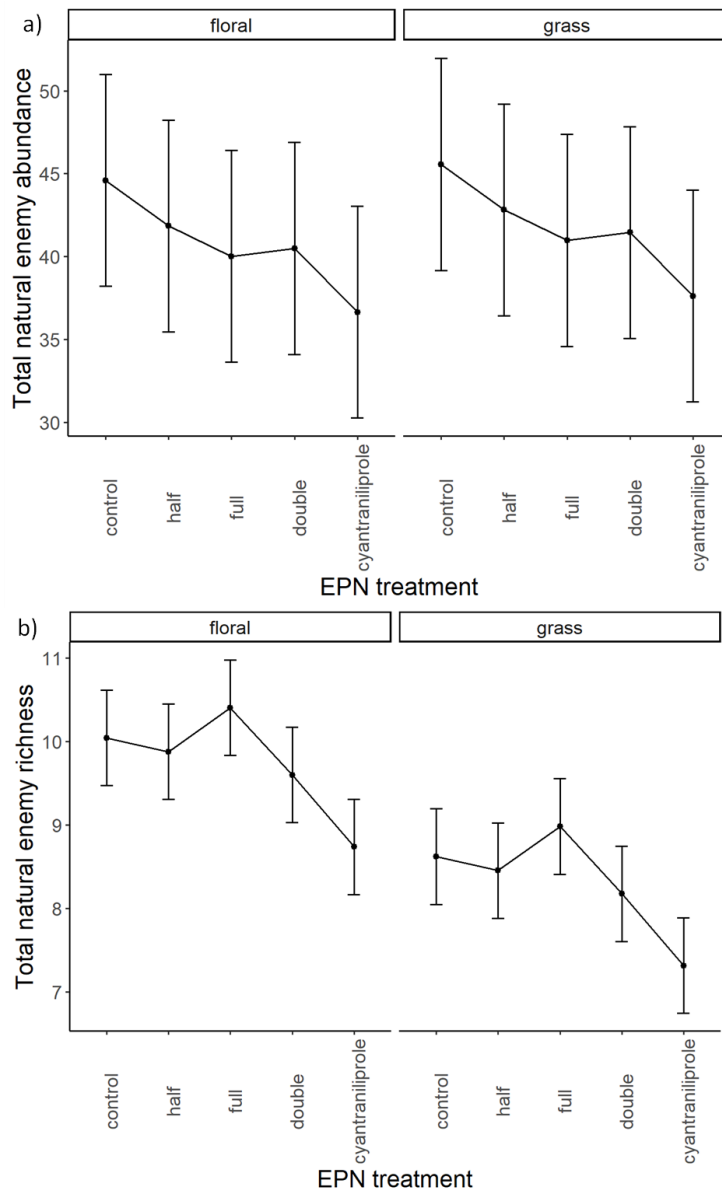 a)
floral grass
Total natural enemy abundance
50
45
40
35
30
control half full double cyantraniliprole control half full double cyantraniliprole
EPN treatment
b)
floral grass
Total natural enemy richness
11
10
9
8
7
control half full double cyantraniliprole control half full double cyantraniliprole
EPN treatment